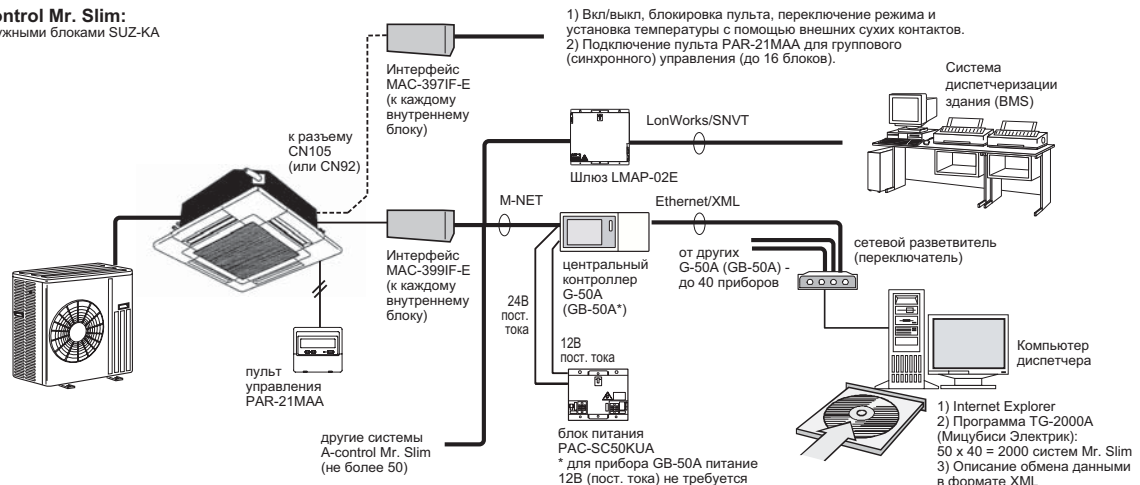 ontrol Mr. Slim:
ужными блоками SUZ-KA
1) Вкл/выкл, блокировка пульта, переключение режима и
установка температуры с помощью внешних сухих контактов.
2) Подключение пульта PAR-21MAA для группового
(синхронного) управления (до 16 блоков).
Интерфейс
MAC-397IF-E
(к каждому
внутреннему
блоку)
Система
диспетчеризации
здания (BMS)
к разъему
CN105
(или CN92)
LonWorks/SNVT
Шлюз LMAP-02E
M-NET
Ethernet/XML
Интерфейс
MAC-399IF-E
(к каждому
внутреннему
блоку)
центральный
контроллер
G-50A
(GB-50A*)
от других
G-50A (GB-50A) -
до 40 приборов
сетевой разветвитель
(переключатель)
24В
пост.
тока
12В
пост. тока
пульт
управления
PAR-21MAA
Компьютер
диспетчера
другие системы
A-control Mr. Slim
(не более 50)
блок питания
PAC-SC50KUA
* для прибора GB-50A питание
12В (пост. тока) не требуется
1) Internet Explorer
2) Программа TG-2000A
(Мицубиси Электрик):
50 x 40 = 2000 систем Mr. Slim
3) Описание обмена данными
в формате XML